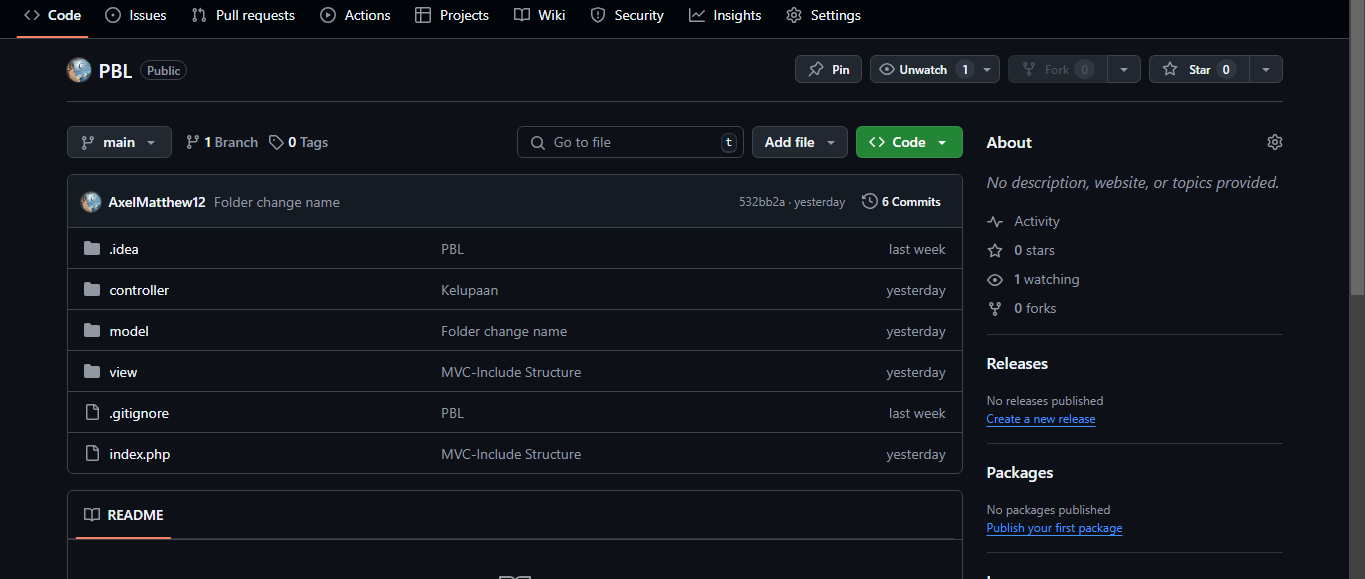 Code Issues Pull requests Actions Projects Wiki Security Insights Settings
PBL Public Pin Unwatch 1 Fork 0 Star 0
main 1 Branch 0 Tags Go to file t Add file Code
AxelMatthew12 Folder change name 532bb2a · yesterday 6 Commits
.idea PBL last week
controller Kelupaan yesterday
model Folder change name yesterday
view MVC-Include Structure yesterday
.gitignore PBL last week
index.php MVC-Include Structure yesterday
README
About
No description, website, or topics provided.
Activity
0 stars
1 watching
0 forks
Releases
No releases published
Create a new release
Packages
No packages published
Publish your first package